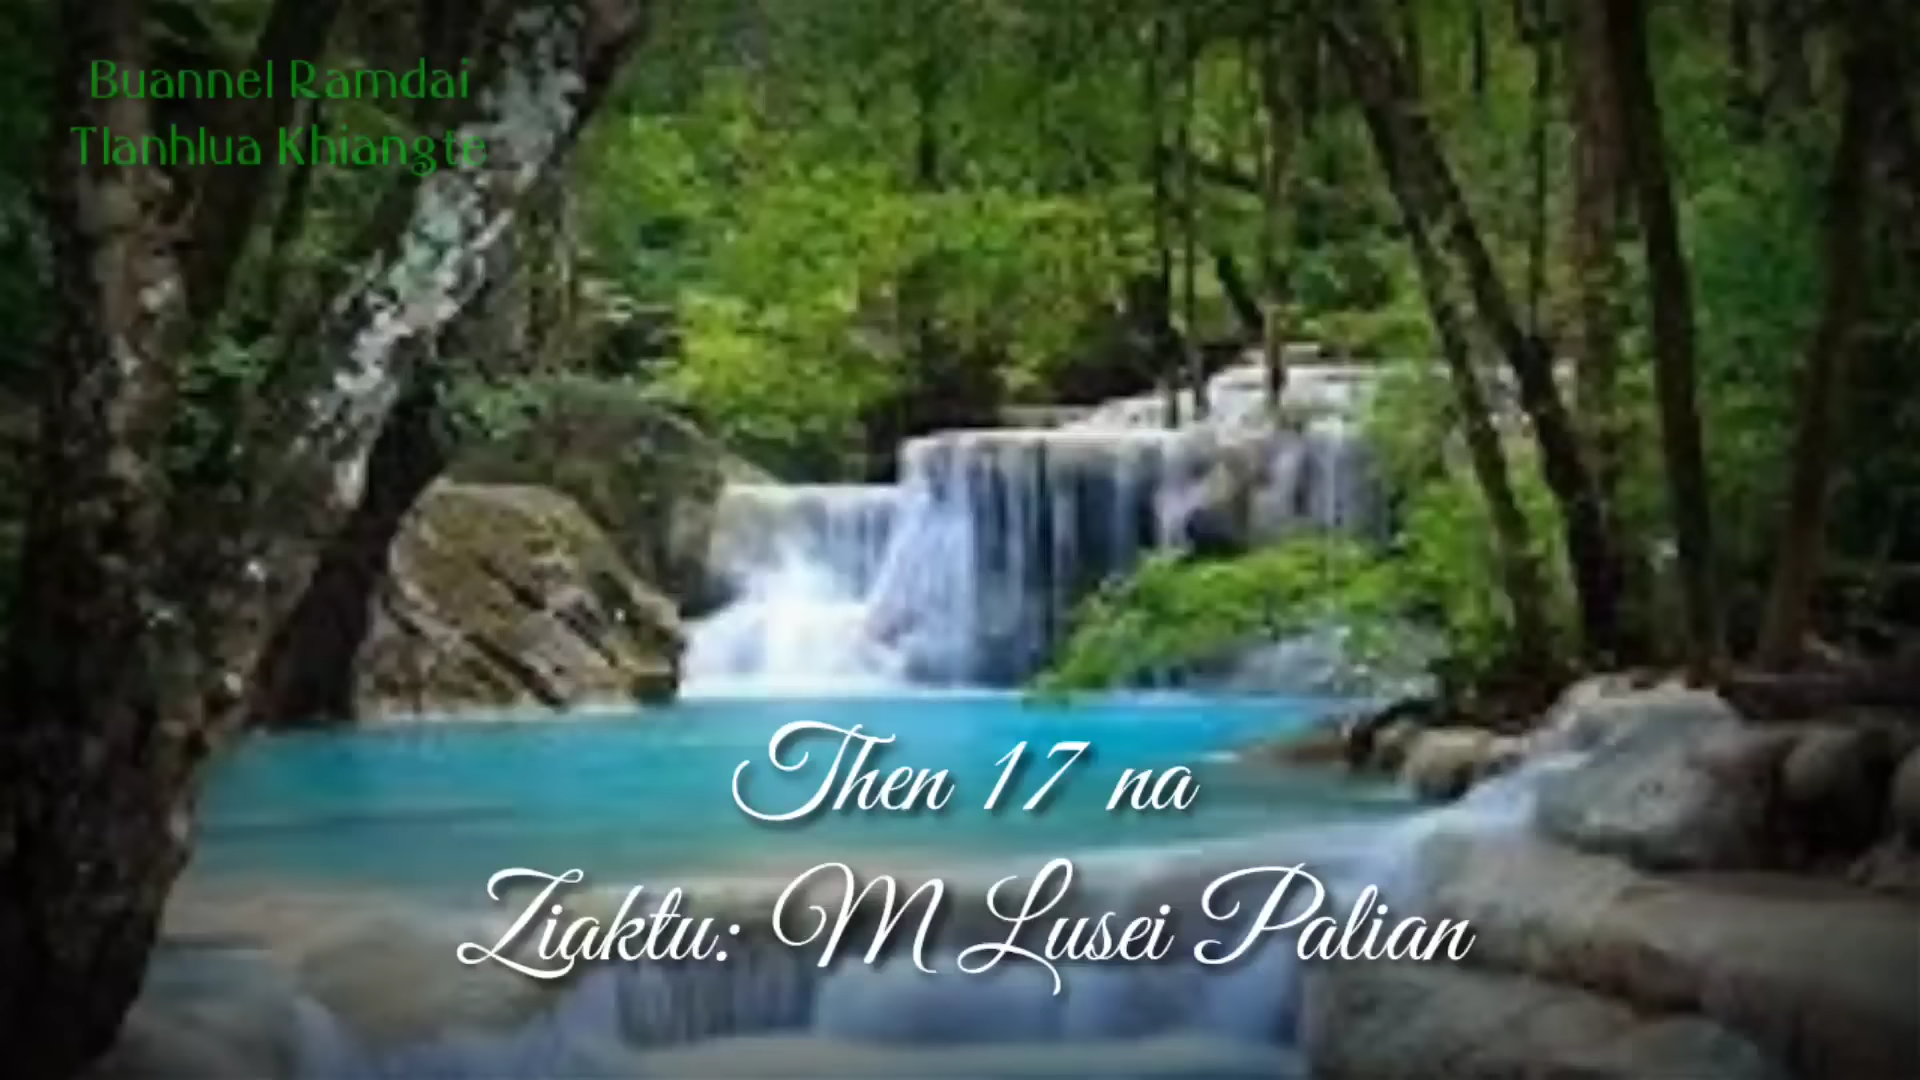 Buannel Ramdai
Tlanhlua Khiangte
Then 17 na
Ziaktu: M Lusei Palian